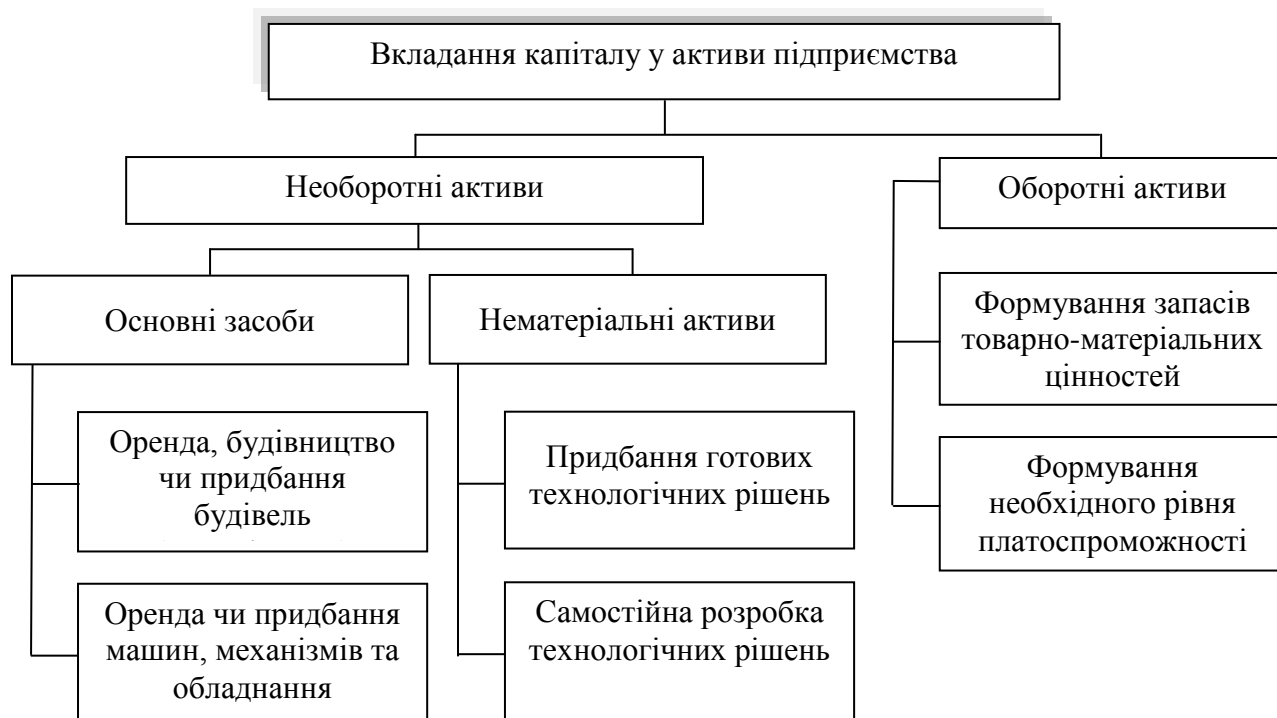 Вкладання капіталу у активи підприємства
Необоротні активи
Оборотні активи
Основні засоби
Нематеріальні активи
Формування запасів
товарно-матеріальних
цінностей
Оренда, будівництво
чи придбання
будівель
Придбання готових
технологічних рішень
Формування
необхідного рівня
платоспроможності
Оренда чи придбання
машин, механізмів та
обладнання
Самостійна розробка
технологічних рішень